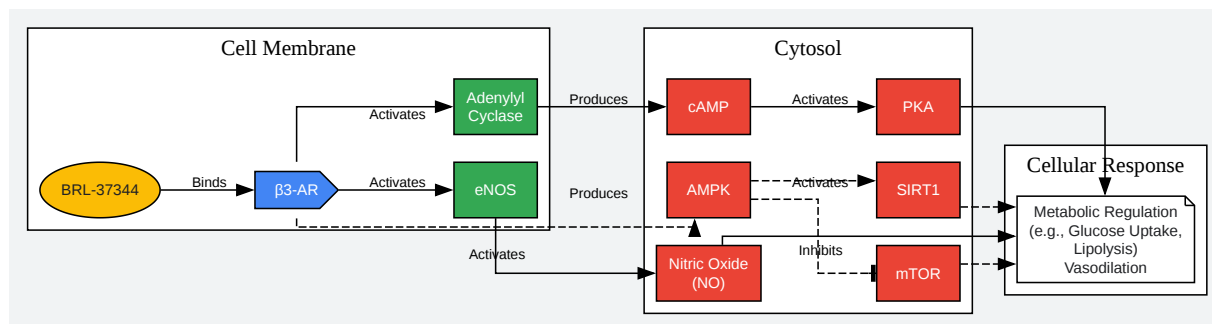 Cell Membrane
Cytosol
Adenylyl
Cyclase
Activates
Produces
cAMP
Activates
PKA
Cellular Response
BRL-37344
Binds
β3-AR
Activates
eNOS
Produces
AMPK
Activates
SIRT1
Metabolic Regulation
(e.g., Glucose Uptake,
Lipolysis)
Vasodilation
Activates
Nitric Oxide
(NO)
Inhibits
mTOR